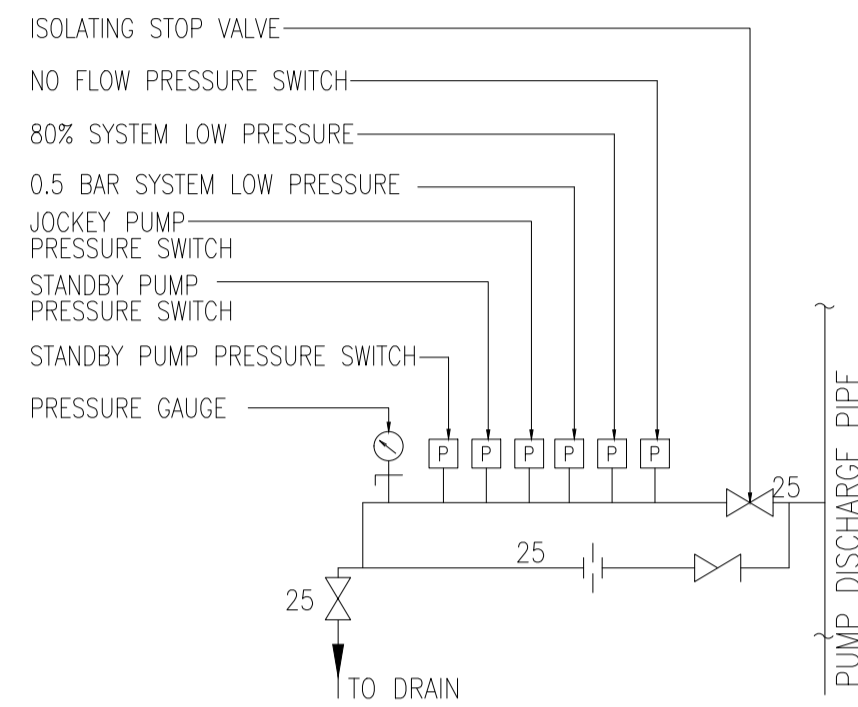 ISOLATING STOP VALVE
NO FLOW PRESSURE SWITCH
80% SYSTEM LOW PRESSURE
0.5 BAR SYSTEM LOW PRESSURE
JOCKEY PUMP
PRESSURE SWITCH
STANDBY PUMP
PRESSURE SWITCH
STANDBY PUMP PRESSURE SWITCH
PRESSURE GAUGE
P P P P P P
25
25
25
TO DRAIN
PUMP DISCHARGE PIPE